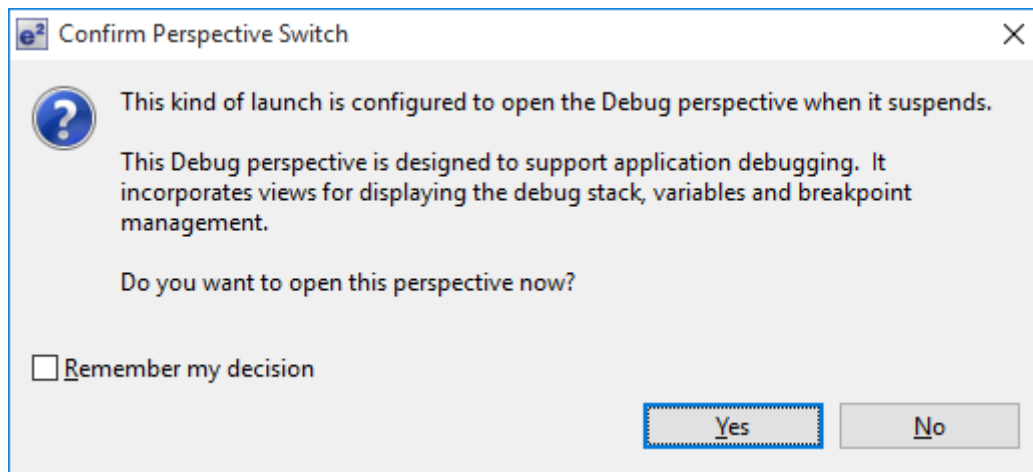 e² Confirm Perspective Switch
This kind of launch is configured to open the Debug perspective when it suspends.
This Debug perspective is designed to support application debugging.  It
incorporates views for displaying the debug stack, variables and breakpoint
management.
Do you want to open this perspective now?
Remember my decision
Yes
No